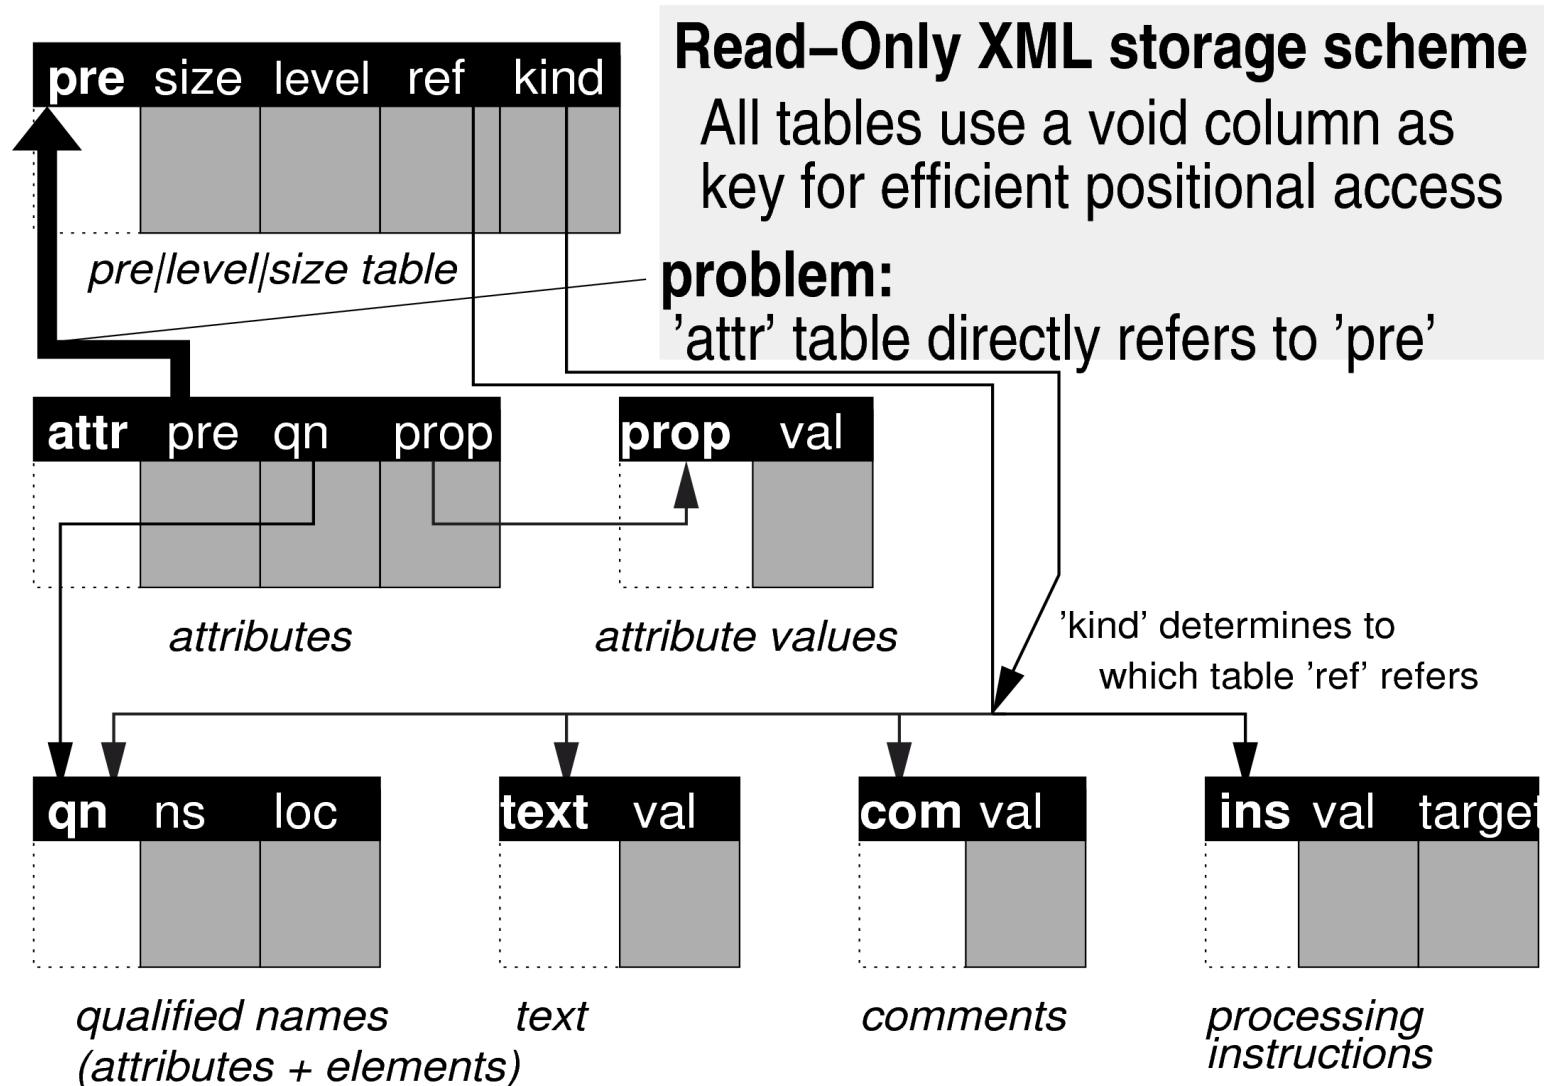 Read–Only XML storage scheme
All tables use a void column as
key for efficient positional access
problem:
’attr’ table directly refers to ’pre’
pre size level ref kind
pre|level|size table
attr pre qn prop
attributes
prop val
attribute values
’kind’ determines to
which table ’ref’ refers
qn ns loc
qualified names
(attributes + elements)
text val
text
com val
comments
ins val target
processing
instructions